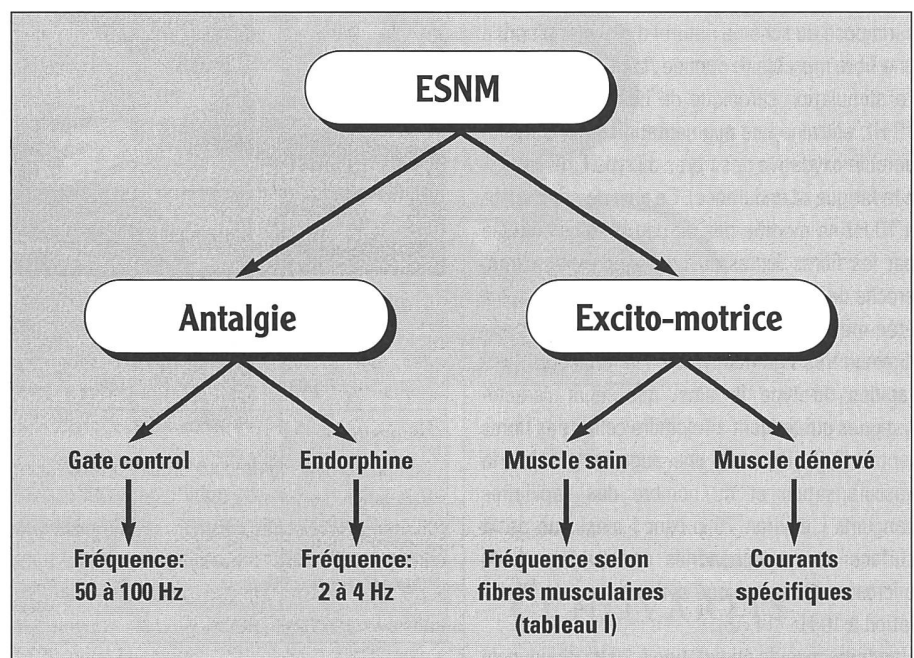 ESNM
Antalgie
Excito-motrice
Gate control
Endorphine
Muscle sain
Muscle dénervé
Fréquence:
50 à 100 Hz
Fréquence:
2 à 4 Hz
Fréquence selon
fibres musculaires
(tableau I)
Courants
spécifiques